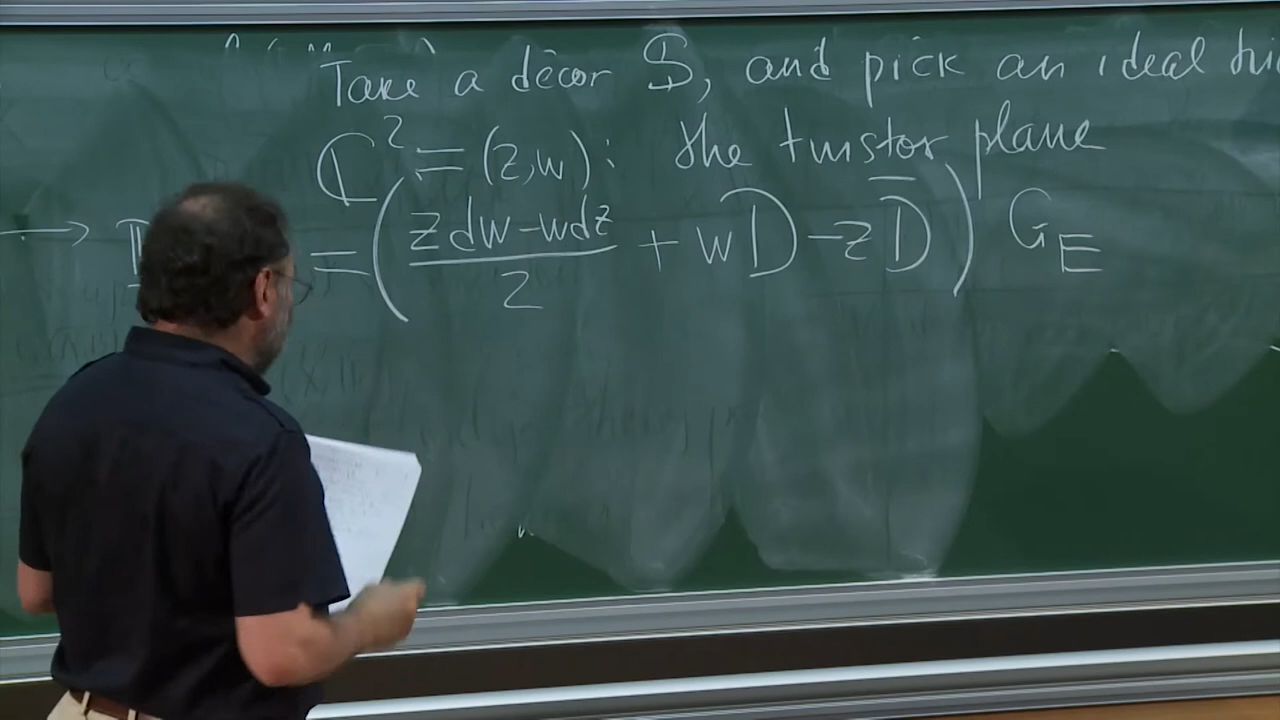 Take a decor 𝕊, and pick an ideal
ℂ² = (z,w): the twistor plane
→ = ( (zdw - wdz)/2 + wD - zD̅ ) G_E